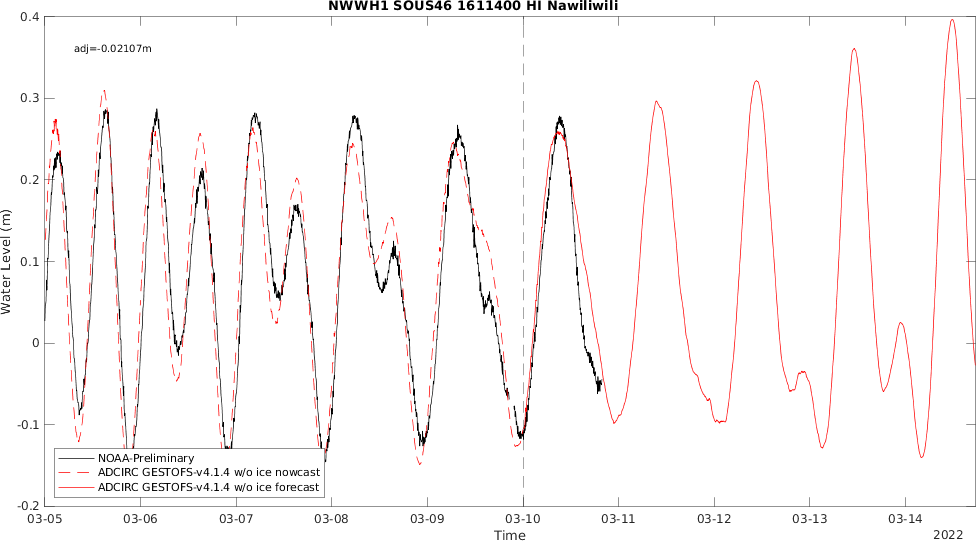 NWWH1 SOUS46 1611400 HI Nawiliwili
adj=-0.02107m
Water Level (m)
0.4
0.3
0.2
0.1
0
-0.1
-0.2
NOAA-Preliminary
ADCIRC GESTOFS-v4.1.4 w/o ice nowcast
ADCIRC GESTOFS-v4.1.4 w/o ice forecast
03-05 03-06 03-07 03-08 03-09 03-10 03-11 03-12 03-13 03-14
Time
2022